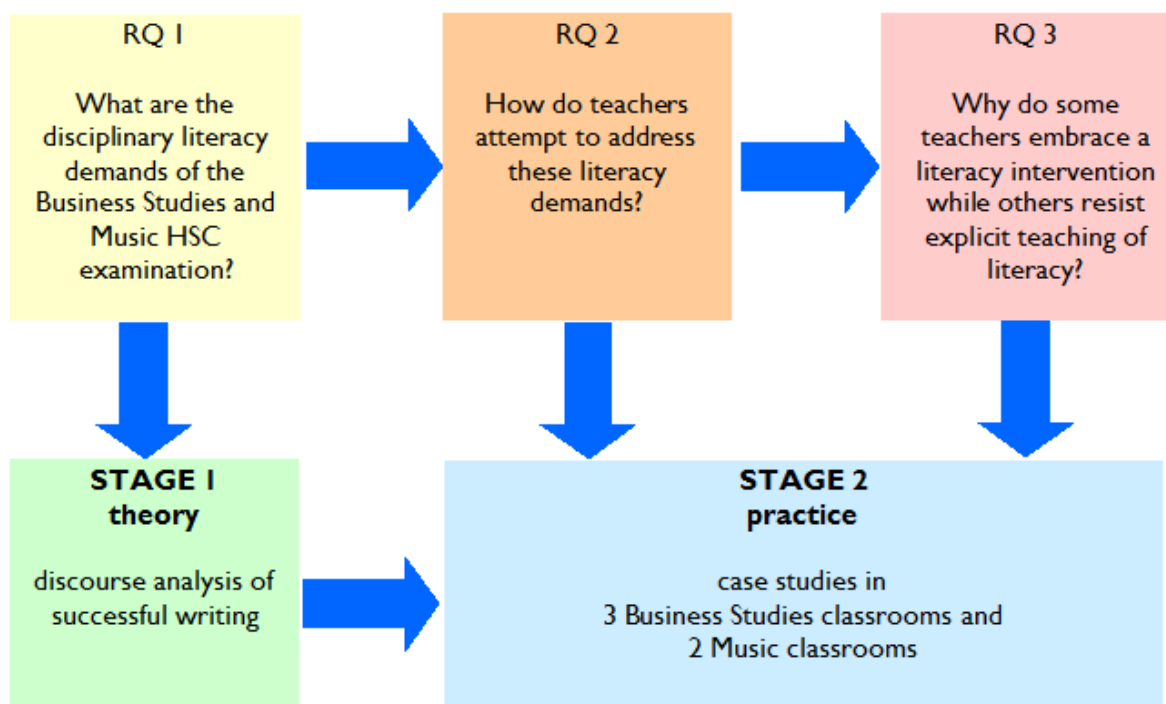 RQ 1
What are the
disciplinary literacy
demands of the
Business Studies and
Music HSC
examination?
RQ 2
How do teachers
attempt to address
these literacy
demands?
RQ 3
Why do some
teachers embrace a
literacy intervention
while others resist
explicit teaching of
literacy?
STAGE 1
theory
discourse analysis of
successful writing
STAGE 2
practice
case studies in
3 Business Studies classrooms and
2 Music classrooms